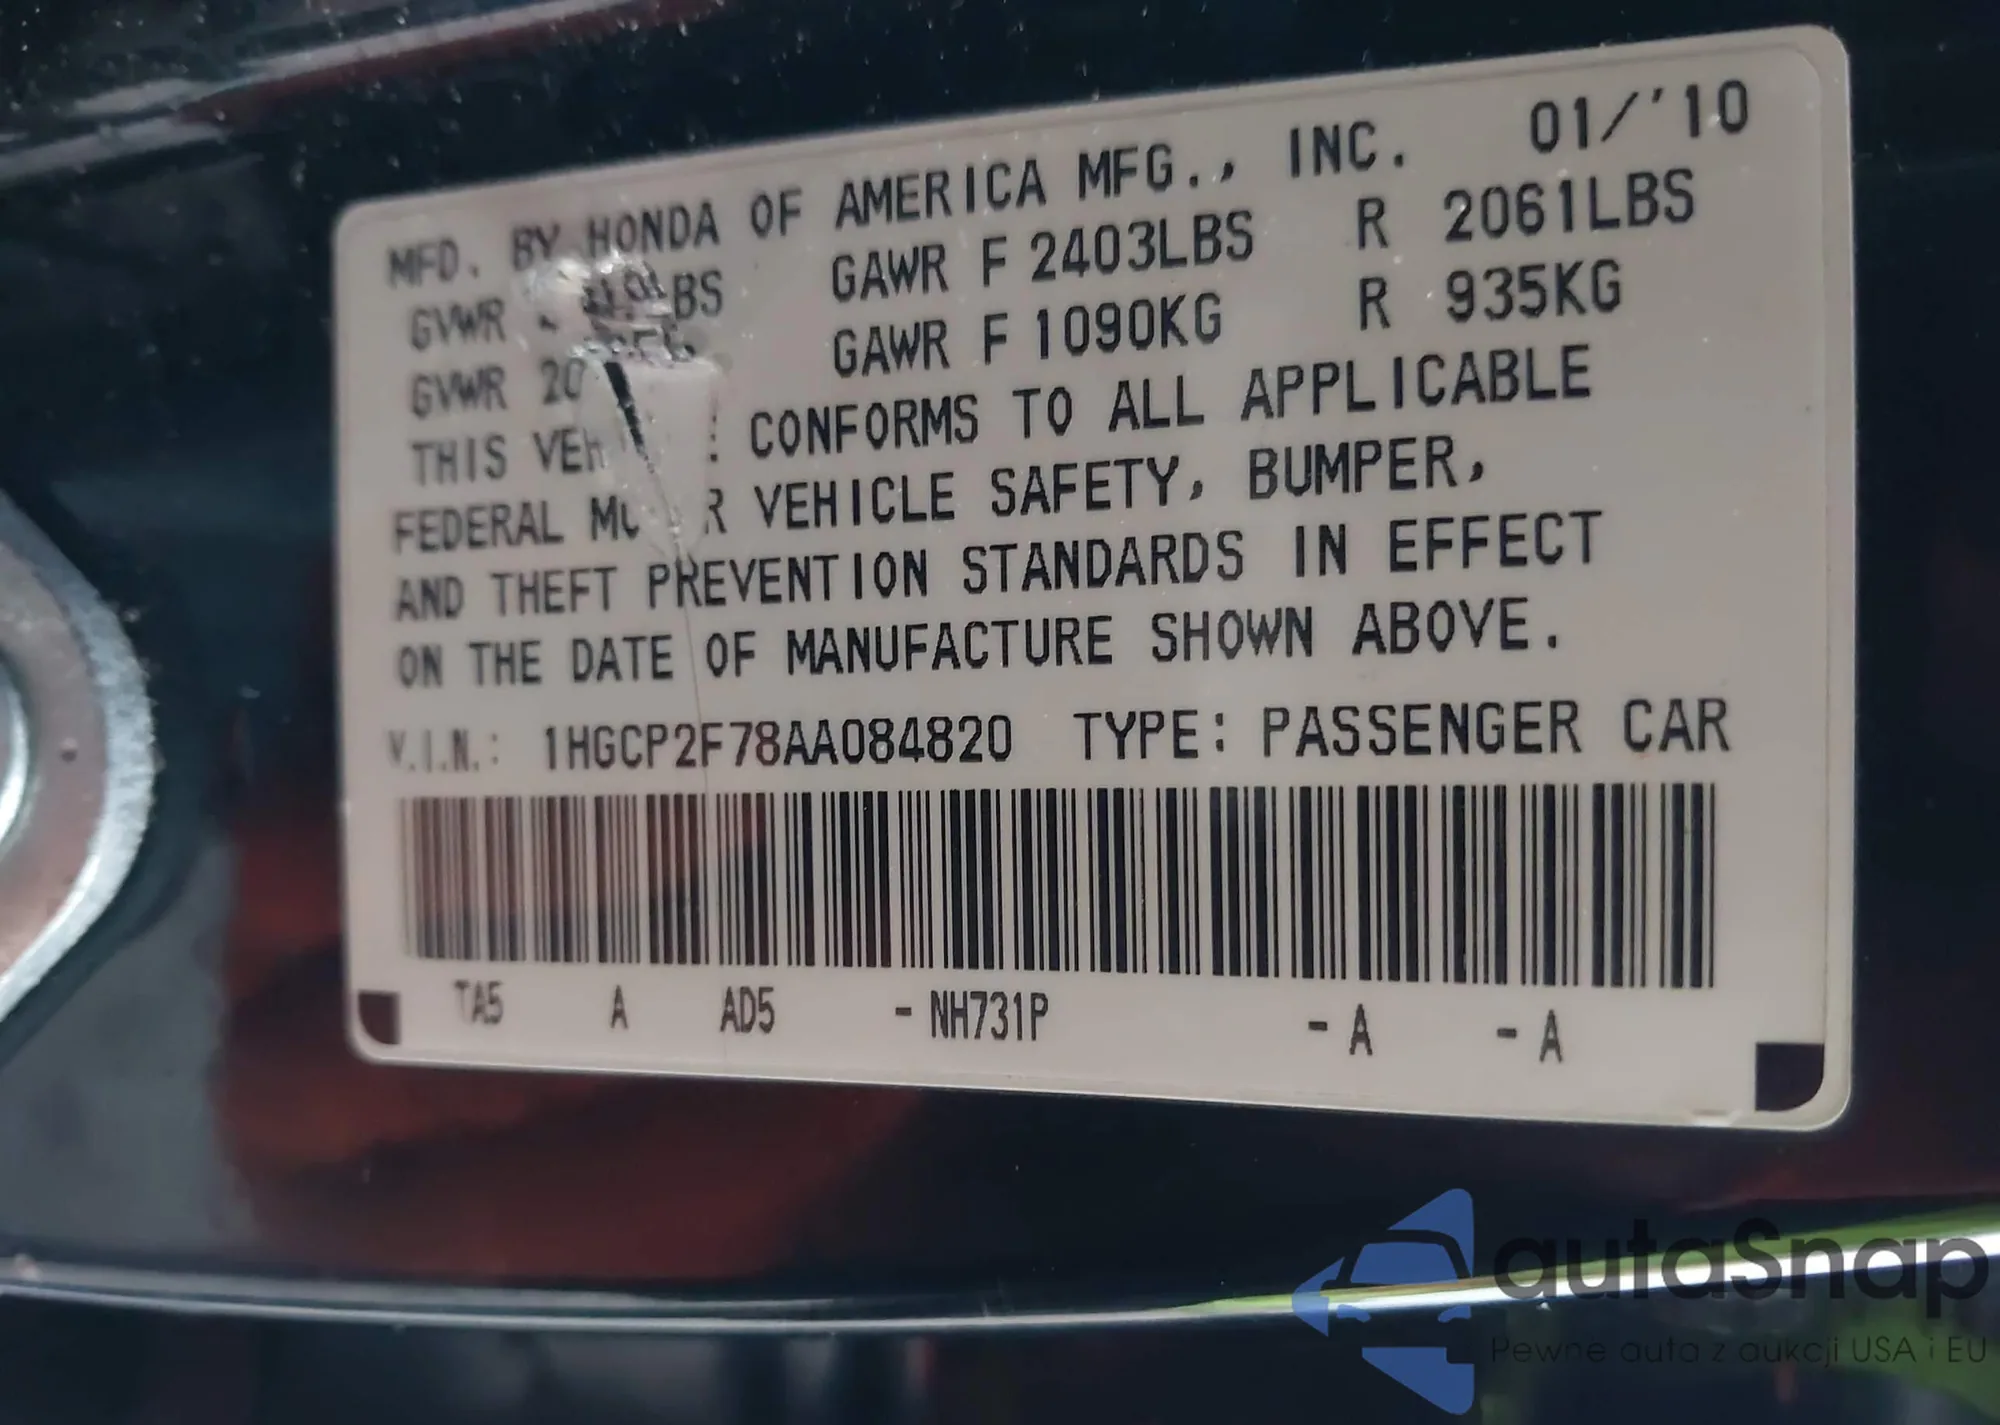 MFD. BY HONDA OF AMERICA MFG., INC. 01/'10
GVWR LBS GAWR F 2403LBS R 2061LBS
GVWR GAWR F 1090KG R 935KG
THIS CONFORMS TO ALL APPLICABLE
FEDERAL VEHICLE SAFETY, BUMPER,
AND THEFT PREVENTION STANDARDS IN EFFECT
ON THE DATE OF MANUFACTURE SHOWN ABOVE.
V.I.N.: 1HGCP2F78AA084820 TYPE: PASSENGER CAR
TA5 A AD5 - NH731P - A - A
autaSnap
Pewne auta z aukcji USA i EU